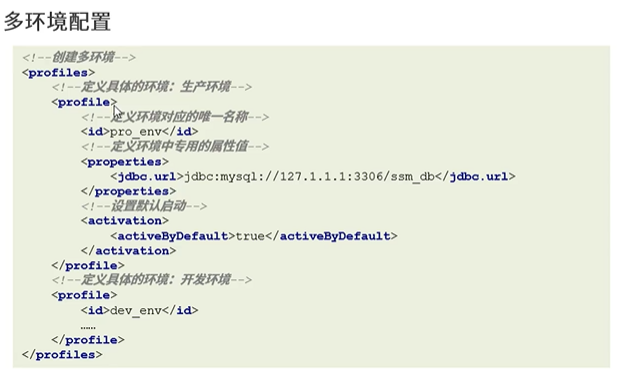 多环境配置
<!--创建多环境-->
<profiles>
<!--定义具体的环境：生产环境-->
<profile>
<!--定义环境对应的唯一名称-->
<id>pro_env</id>
<!--定义环境中专用的属性值-->
<properties>
<jdbc.url>jdbc:mysql://127.1.1.1:3306/ssm_db</jdbc.url>
</properties>
<!--设置默认启动-->
<activation>
<activeByDefault>true</activeByDefault>
</activation>
</profile>
<!--定义具体的环境：开发环境-->
<profile>
<id>dev_env</id>
……
</profile>
</profiles>